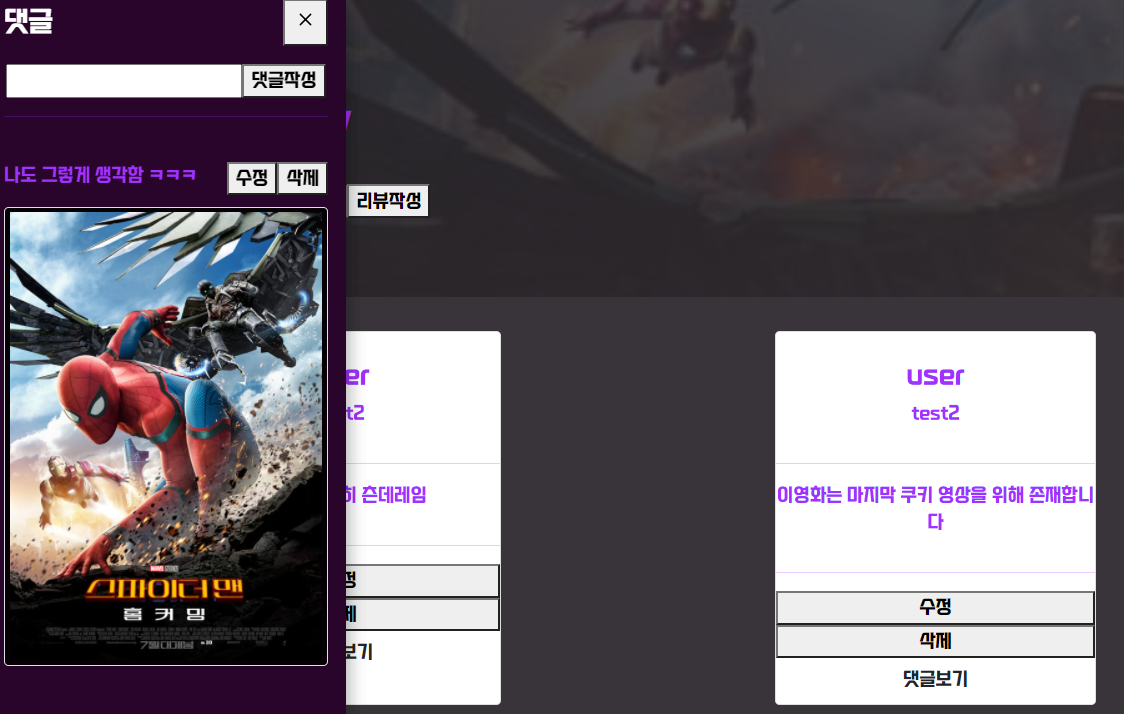 댓글
×
댓글작성
나도 그렇게 생각함 ㅋㅋㅋ
수정 삭제
MARVEL STUDIOS
스파이더맨
홈 커 밍
7월 대개봉
리뷰작성
er
t2
히 츤데레임
정
제
보기
user
test2
이영화는 마지막 쿠키 영상을 위해 존재합니
다
수정
삭제
댓글보기